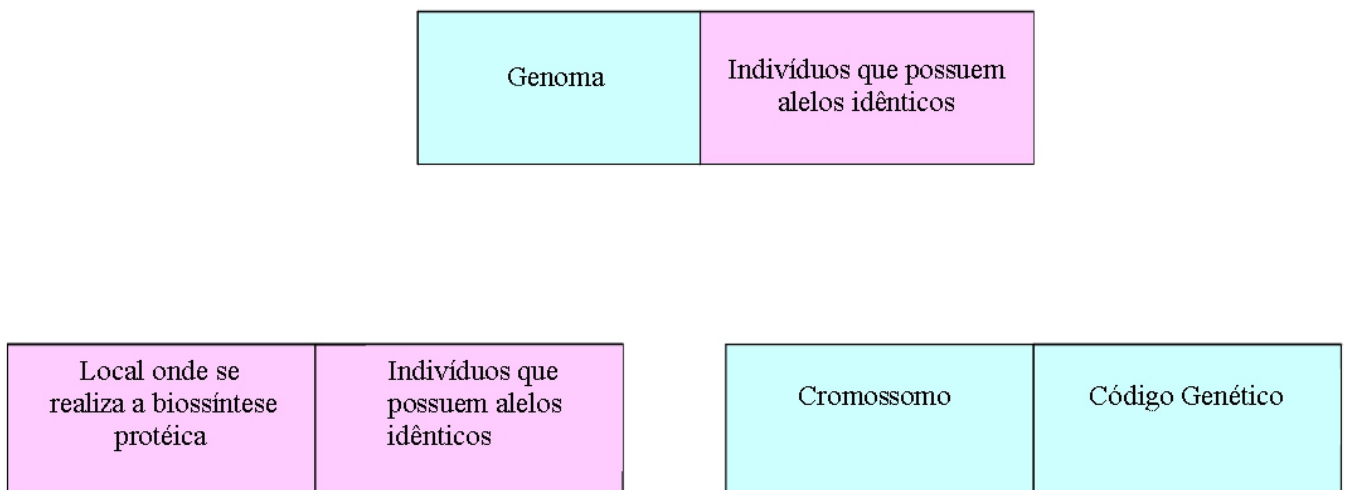 Genoma
Indivíduos que possuem
alelos idênticos
Local onde se
realiza a biossíntese
protéica
Indivíduos que
possuem alelos
idênticos
Cromossomo
Código Genético